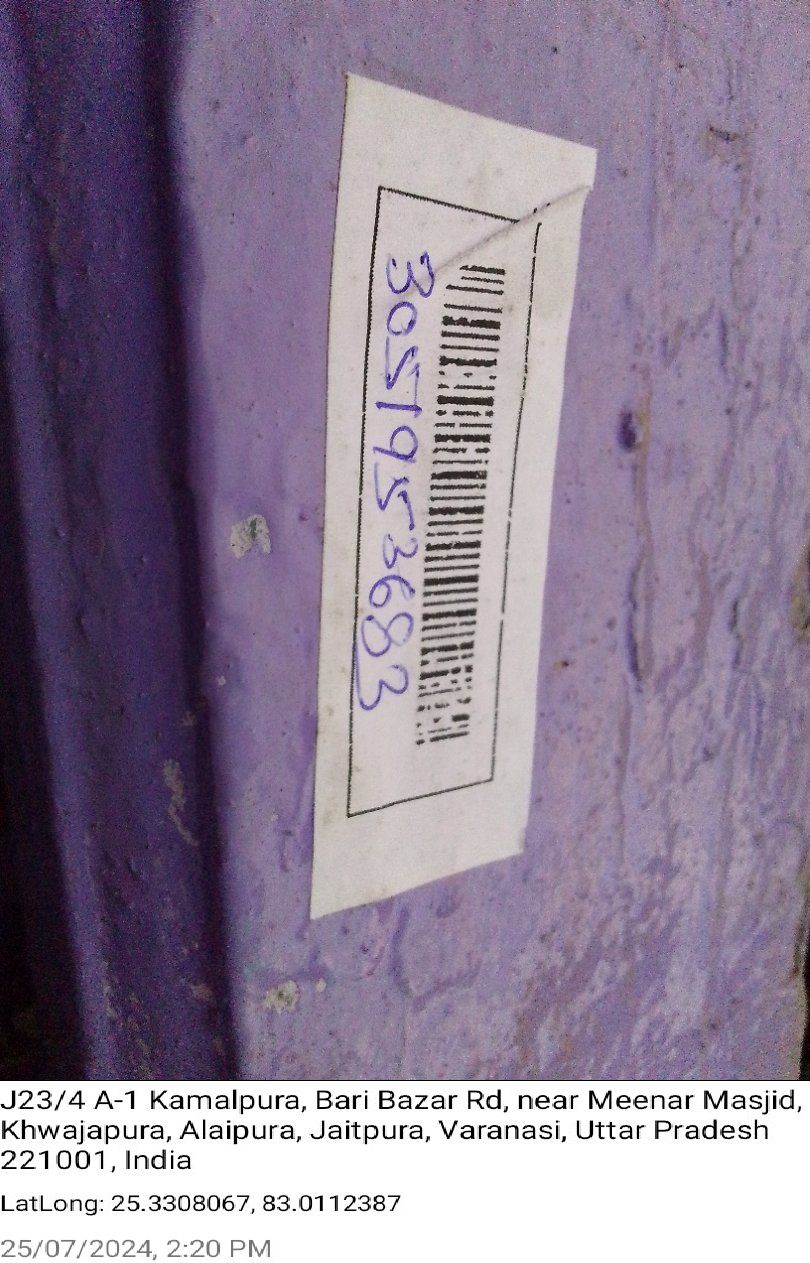 3051953683
J23/4 A-1 Kamalpura, Bari Bazar Rd, near Meenar Masjid,
Khwajapura, Alaipura, Jaitpura, Varanasi, Uttar Pradesh
221001, India
LatLong: 25.3308067, 83.0112387
25/07/2024, 2:20 PM